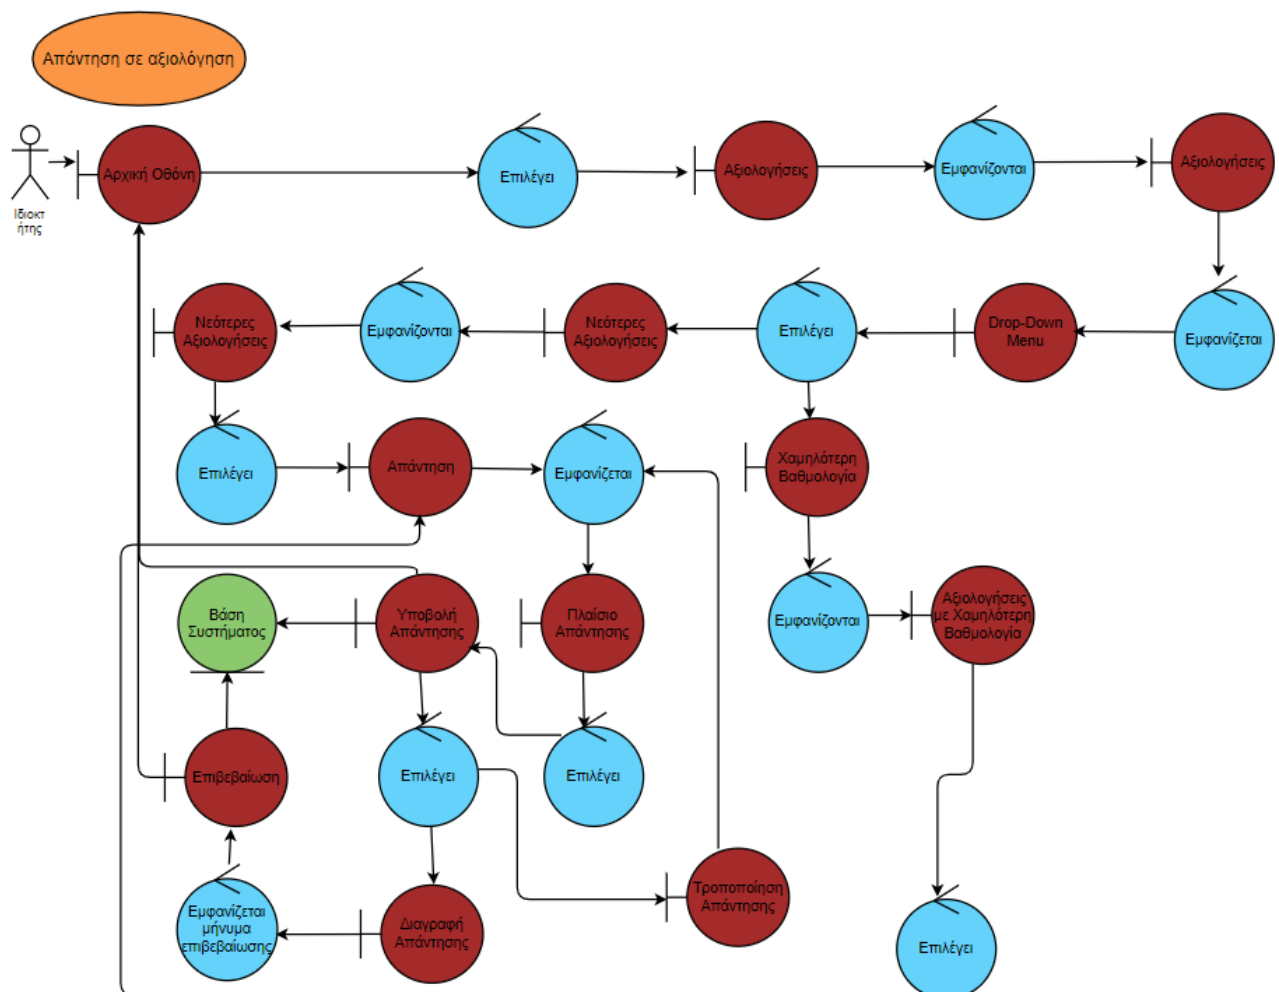 Απάντηση σε αξιολόγηση
Ιδιοκτ
ήτης
Αρχική Οθόνη
Επιλέγει
Αξιολογήσεις
Εμφανίζονται
Αξιολογήσεις
Νεότερες
Αξιολογήσεις
Εμφανίζονται
Νεότερες
Αξιολογήσεις
Επιλέγει
Drop-Down
Menu
Εμφανίζεται
Επιλέγει
Απάντηση
Εμφανίζεται
Χαμηλότερη
Βαθμολογία
Βάση
Συστήματος
Υποβολή
Απάντησης
Πλαίσιο
Απάντησης
Εμφανίζονται
Αξιολογήσεις
με Χαμηλότερη
Βαθμολογία
Επιβεβαίωση
Επιλέγει
Επιλέγει
Τροποποίηση
Απάντησης
Εμφανίζεται
μήνυμα
επιβεβαίωσης
Διαγραφή
Απάντησης
Επιλέγει